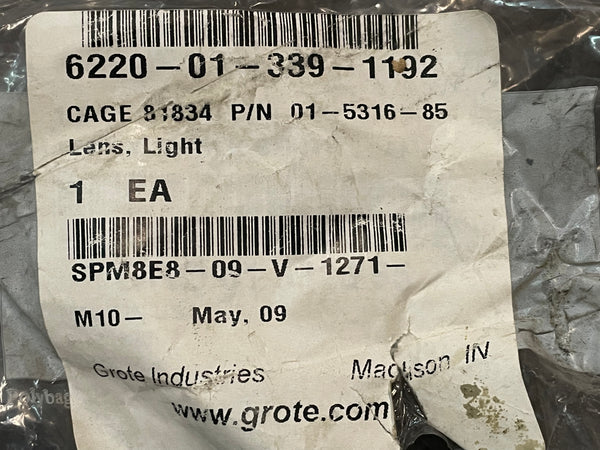 6220-01-339-1192
CAGE 81834 P/N 01-5316-85
Lens, Light
1 EA
SPM8E8-09-V-1271-
M10- May, 09
Grote Industries Madison IN
Polybag
www.grote.com